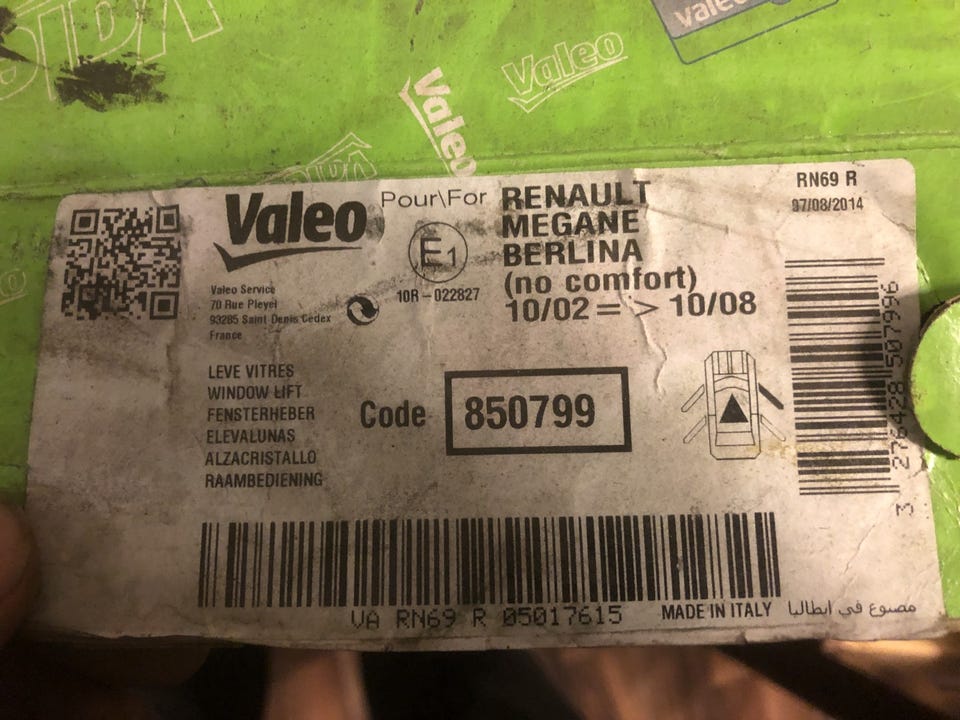 Valeo
Valeo
valeo
Valeo
Pour\For
RENAULT
MEGANE
BERLINA
(no comfort)
10/02 = > 10/08
E1
10R - 022827
RN69 R
07/08/2014
Valeo Service
70 Rue Pleyel
93285 Saint Denis Cedex
France
LEVE VITRES
WINDOW LIFT
FENSTERHEBER
ELEVALUNAS
ALZACRISTALLO
RAAMBEDIENING
Code 850799
3 276428 507996
VA RN69 R 05017615
MADE IN ITALY مصنوع في ايطاليا